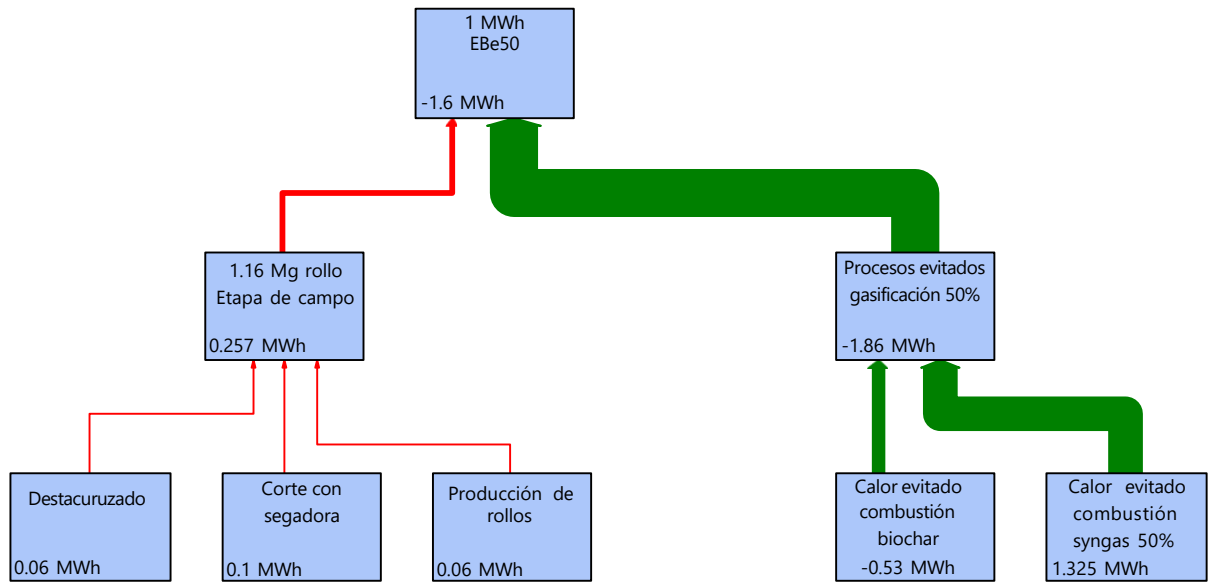 1 MWh
EBe50
-1.6 MWh
1.16 Mg rollo
Etapa de campo
0.257 MWh
Procesos evitados
gasificación 50%
-1.86 MWh
Destacuruzado
0.06 MWh
Corte con
segadora
0.1 MWh
Producción de
rollos
0.06 MWh
Calor evitado
combustión
biochar
-0.53 MWh
Calor evitado
combustión
syngas 50%
1.325 MWh